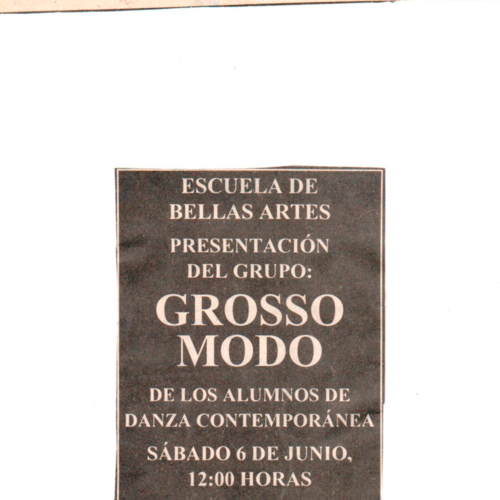 ESCUELA DE
BELLAS ARTES
PRESENTACIÓN
DEL GRUPO:
GROSSO
MODO
DE LOS ALUMNOS DE
DANZA CONTEMPORÁNEA
SÁBADO 6 DE JUNIO,
12:00 HORAS